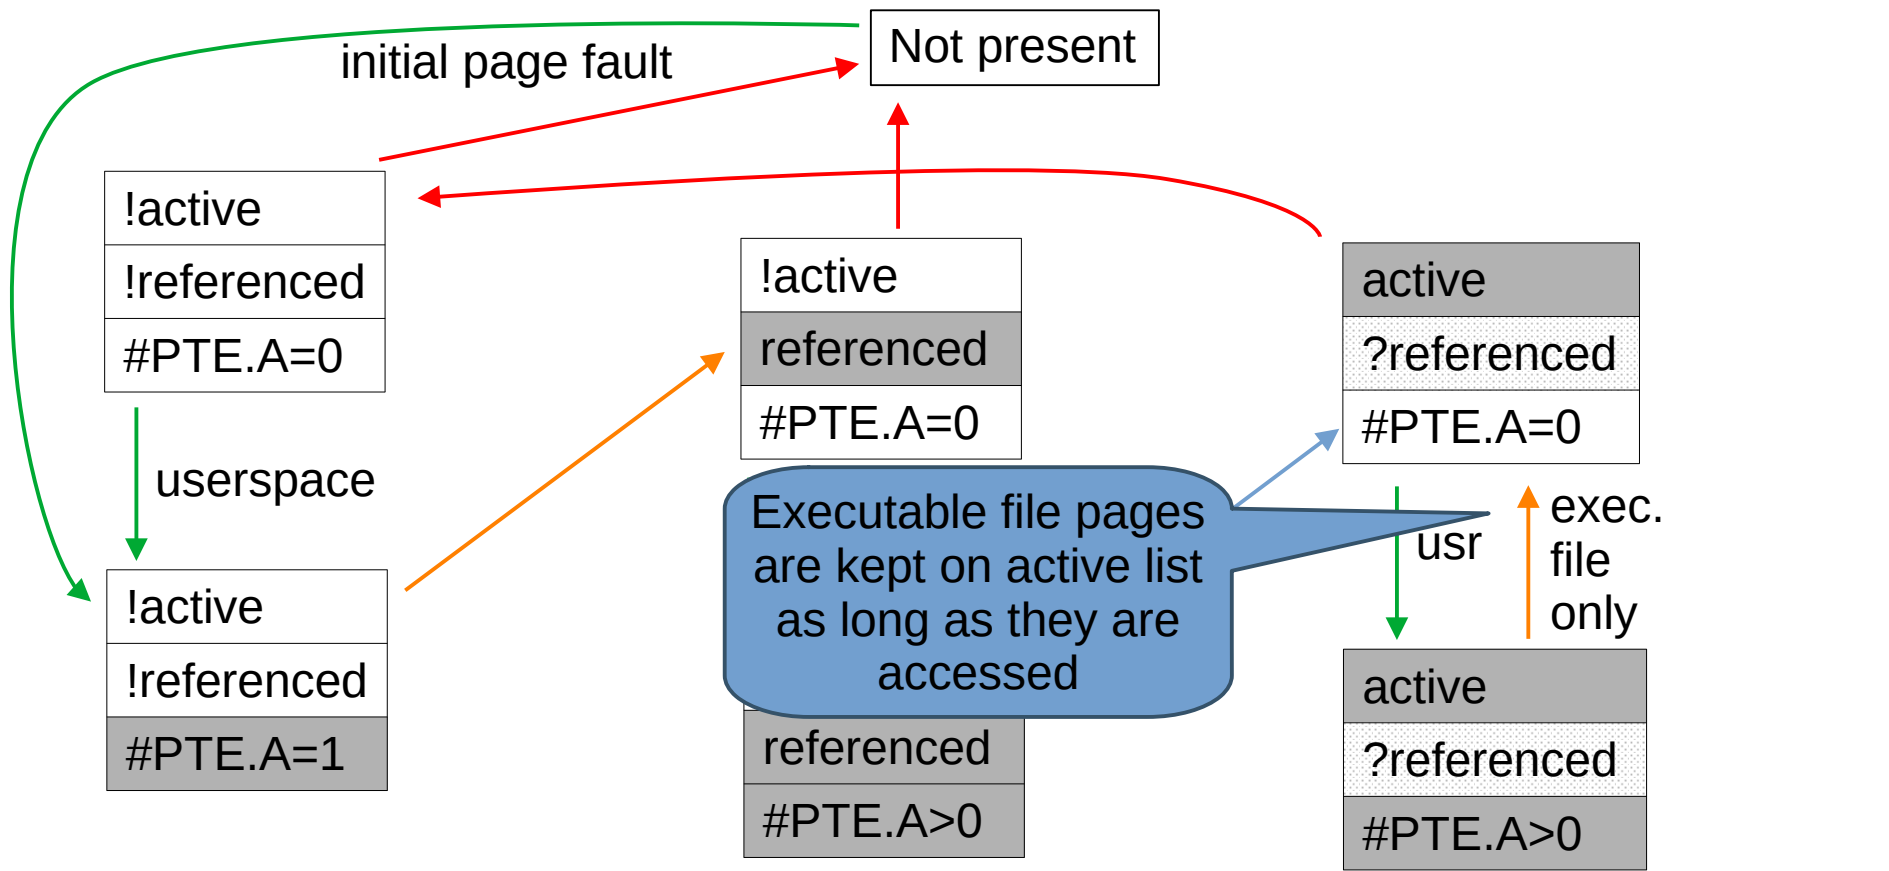 Not present
initial page fault
!active
!referenced
#PTE.A=0
!active
referenced
#PTE.A=0
active
?referenced
#PTE.A=0
userspace
Executable file pages
are kept on active list
as long as they are
accessed
usr
exec.
file
only
!active
!referenced
#PTE.A=1
referenced
#PTE.A>0
active
?referenced
#PTE.A>0